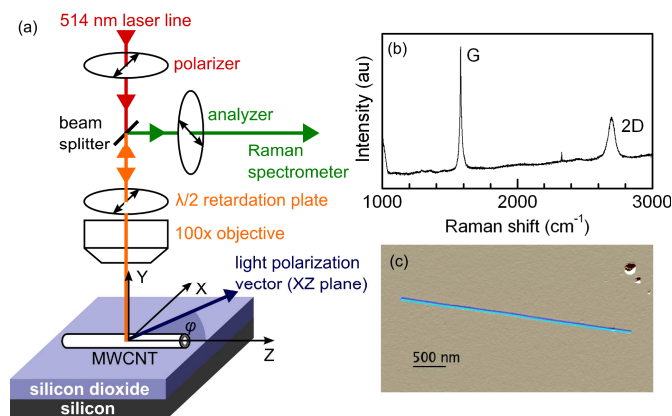 (a)
514 nm laser line
polarizer
analyzer
beam
splitter
Raman
spectrometer
λ/2 retardation plate
100x objective
Y
X
light polarization
vector (XZ plane)
φ
Z
MWCNT
silicon dioxide
silicon
(b)
G
2D
Intensity (au)
1000
2000
3000
Raman shift (cm⁻¹)
(c)
500 nm